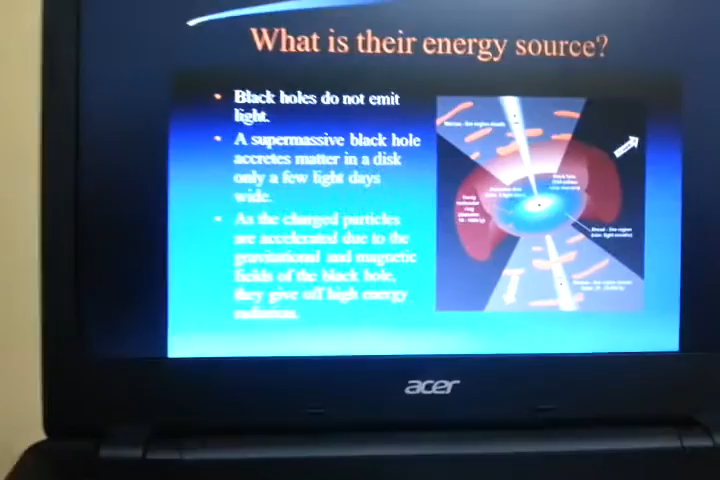 What is their energy source?
• Black holes do not emit
light.
• A supermassive black hole
accretes matter in a disk
only a few light days
wide.
• As the charged particles
are accelerated due to the
gravitational and magnetic
fields of the black hole,
they give off high energy
radiation.
acer